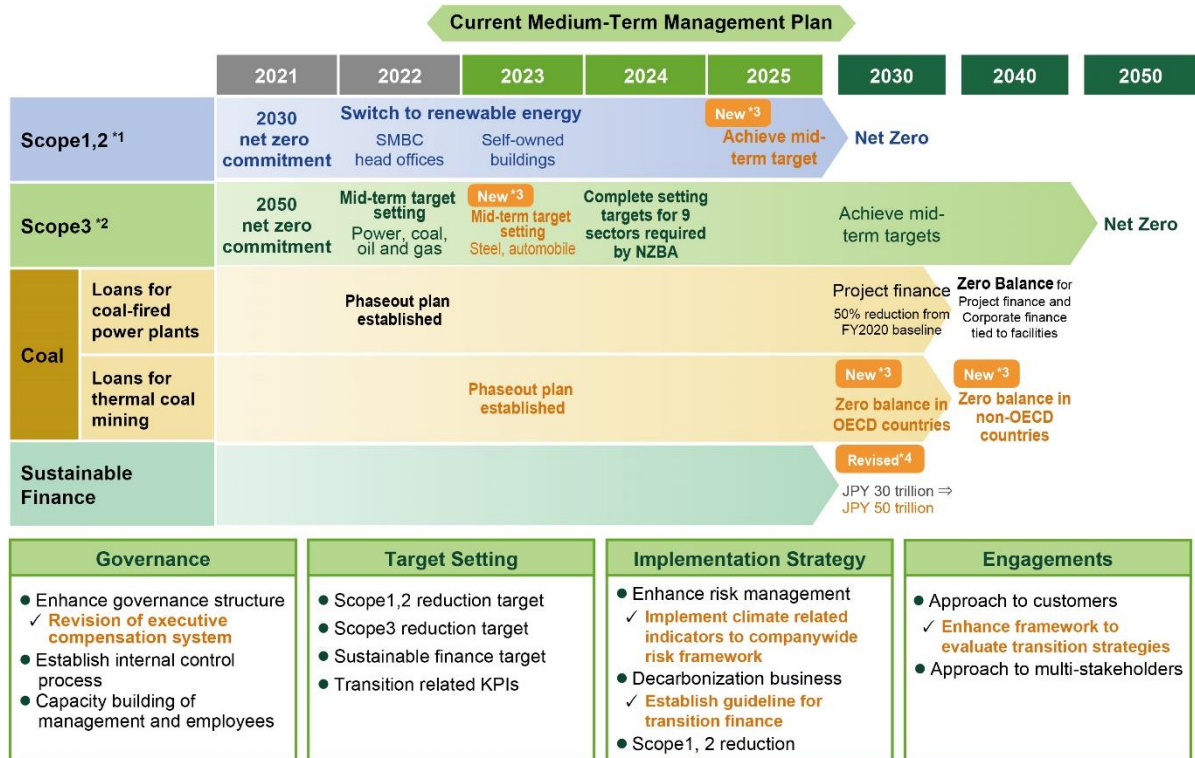 Current Medium-Term Management Plan
2021
2022
2023
2024
2025
2030
2040
2050
Scope1,2 *1
2030
net zero
commitment
Switch to renewable energy
SMBC
head offices
Self-owned
buildings
New *3
Achieve mid-
term target
Net Zero
Scope3 *2
2050
net zero
commitment
Mid-term target
setting
Power, coal,
oil and gas
New *3
Mid-term target
setting
Steel, automobile
Complete setting
targets for 9
sectors required
by NZBA
Achieve mid-
term targets
Net Zero
Coal
Loans for
coal-fired
power plants
Phaseout plan
established
Project finance
50% reduction from
FY2020 baseline
Zero Balance for
Project finance and
Corporate finance
tied to facilities
Loans for
thermal coal
mining
Phaseout plan
established
New *3
Zero balance in
OECD countries
New *3
Zero balance in
non-OECD
countries
Sustainable
Finance
Revised*4
JPY 30 trillion ⇒
JPY 50 trillion
Governance
● Enhance governance structure
✓ Revision of executive
compensation system
● Establish internal control
process
● Capacity building of
management and employees
Target Setting
● Scope1,2 reduction target
● Scope3 reduction target
● Sustainable finance target
● Transition related KPIs
Implementation Strategy
● Enhance risk management
✓ Implement climate related
indicators to companywide
risk framework
● Decarbonization business
✓ Establish guideline for
transition finance
● Scope1, 2 reduction
Engagements
● Approach to customers
✓ Enhance framework to
evaluate transition strategies
● Approach to multi-stakeholders